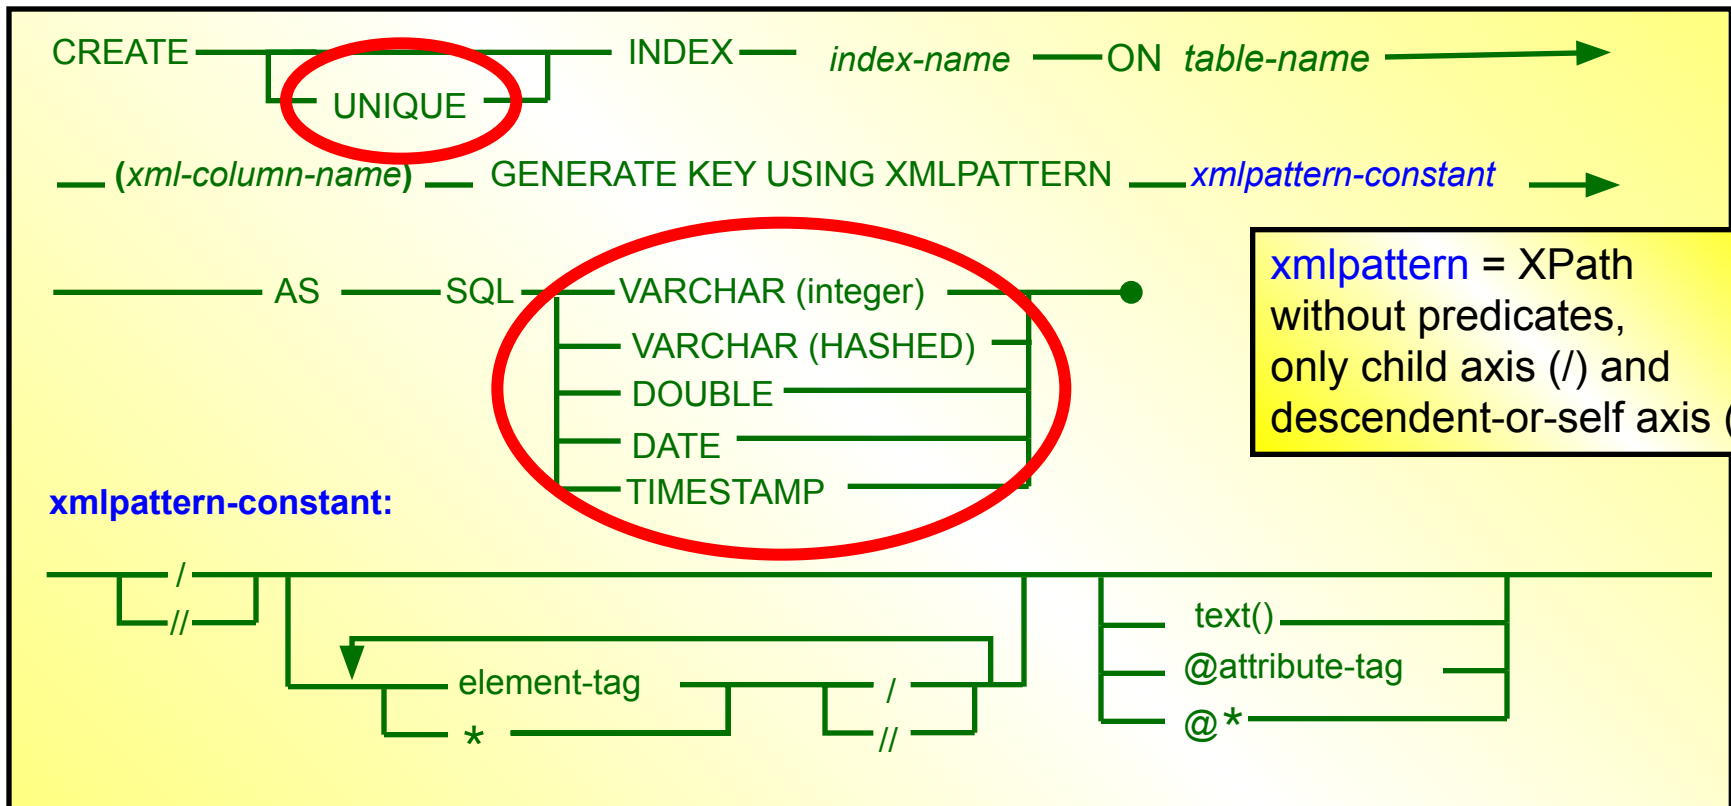 CREATE INDEX index-name ON table-name
UNIQUE
(xml-column-name) GENERATE KEY USING XMLPATTERN xmlpattern-constant
AS SQL VARCHAR (integer)
VARCHAR (HASHED)
DOUBLE
DATE
TIMESTAMP
xmlpattern = XPath
without predicates,
only child axis (/) and
descendent-or-self axis (
xmlpattern-constant:
/
//
element-tag /
* //
text()
@attribute-tag
@*